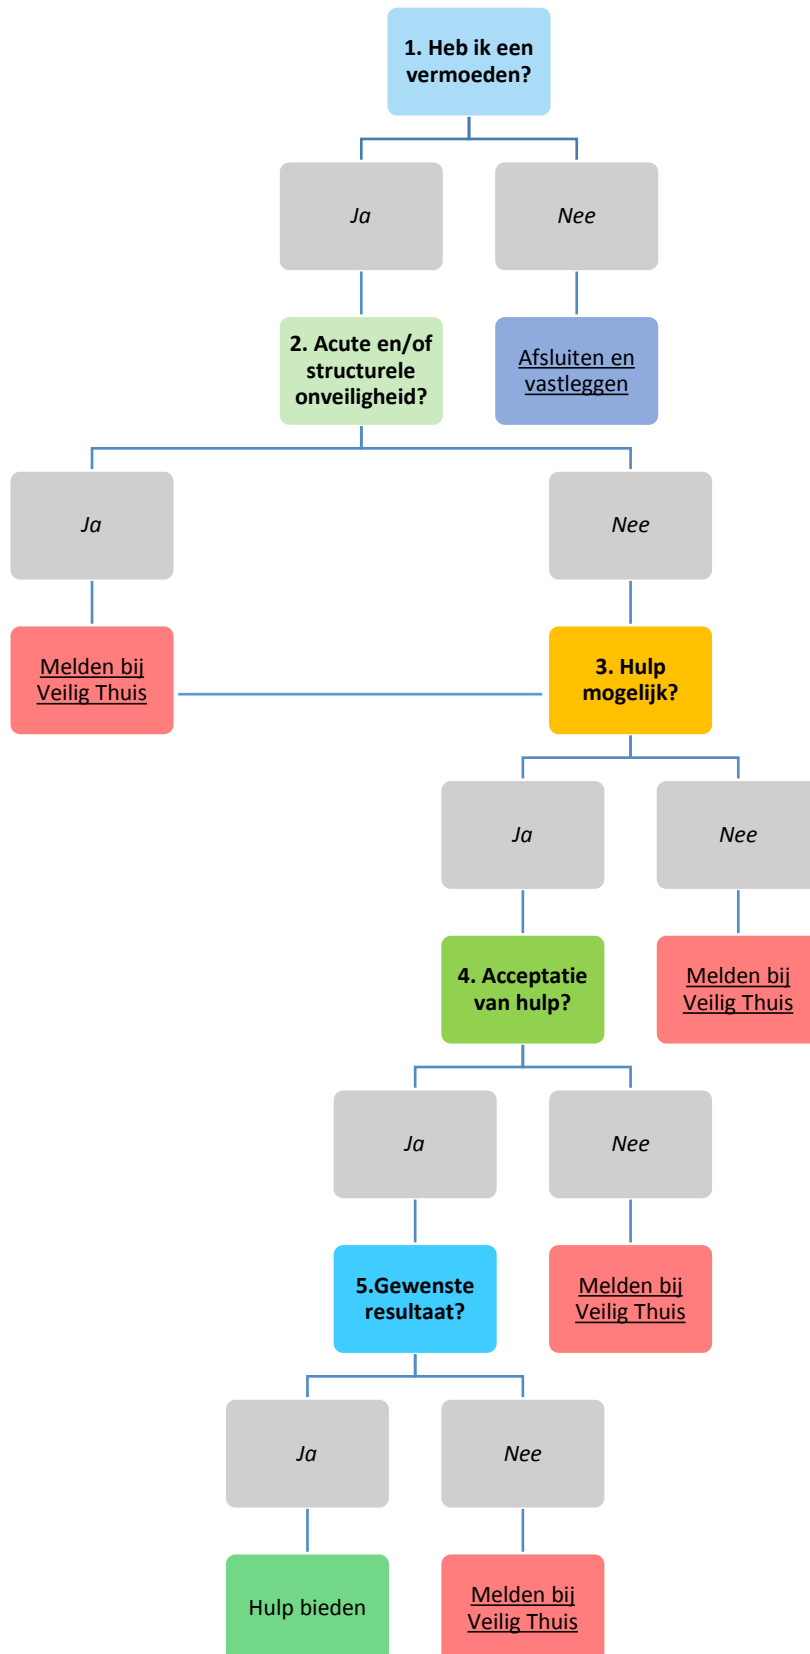 1. Heb ik een
vermoeden?
Ja
Nee
2. Acute en/of
structurele
onveiligheid?
Afsluiten en
vastleggen
Ja
Nee
Melden bij
Veilig Thuis
3. Hulp
mogelijk?
Ja
Nee
4. Acceptatie
van hulp?
Melden bij
Veilig Thuis
Ja
Nee
5.Gewenste
resultaat?
Melden bij
Veilig Thuis
Ja
Nee
Hulp bieden
Melden bij
Veilig Thuis